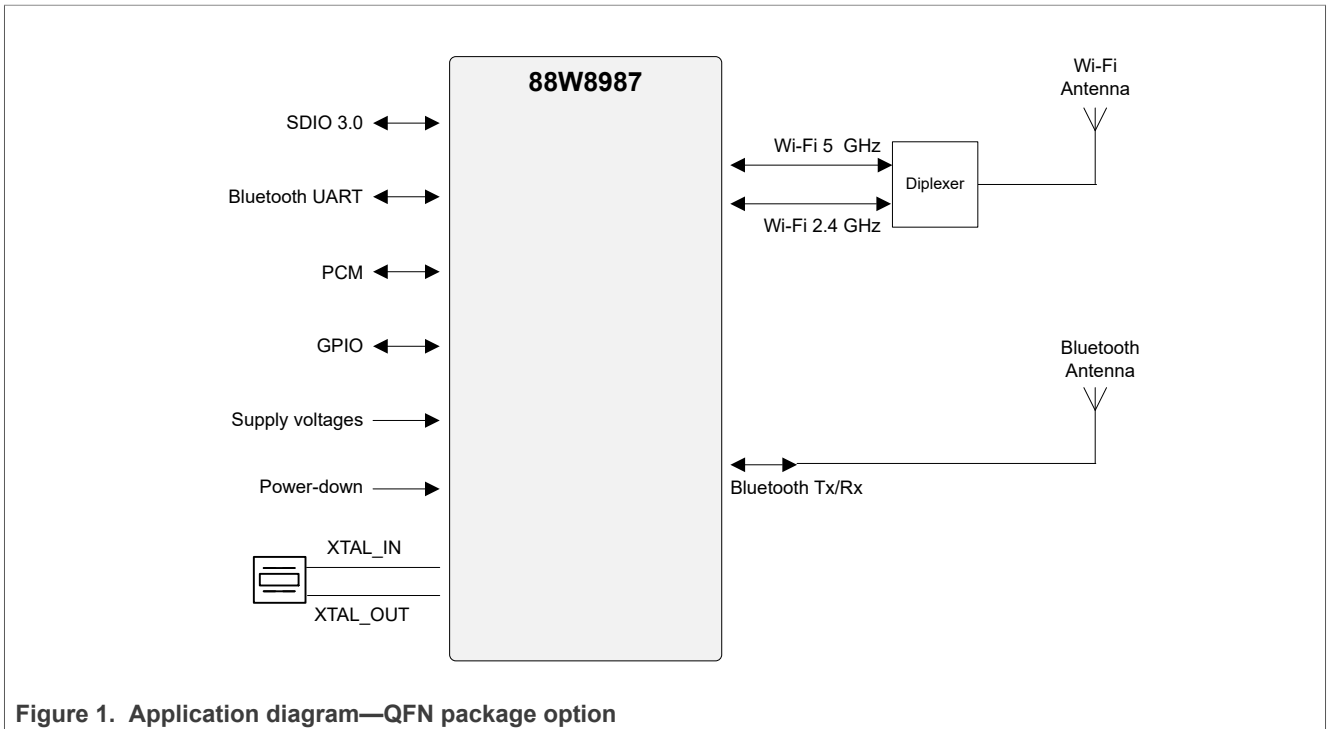 88W8987
SDIO 3.0
Bluetooth UART
PCM
GPIO
Supply voltages
Power-down
XTAL_IN
XTAL_OUT
Wi-Fi 5 GHz
Wi-Fi 2.4 GHz
Diplexer
Wi-Fi
Antenna
Bluetooth
Antenna
Bluetooth Tx/Rx
Figure 1. Application diagram—QFN package option